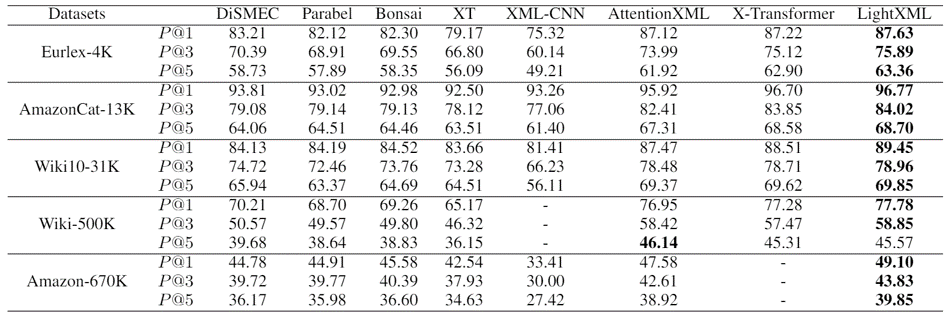 Datasets DiSMEC Parabel Bonsai XT XML-CNN AttentionXML X-Transformer LightXML
P@1 83.21 82.12 82.30 79.17 75.32 87.12 87.22 87.63
Eurlex-4K P@3 70.39 68.91 69.55 66.80 60.14 73.99 75.12 75.89
P@5 58.73 57.89 58.35 56.09 49.21 61.92 62.90 63.36
P@1 93.81 93.02 92.98 92.50 93.26 95.92 96.70 96.77
AmazonCat-13K P@3 79.08 79.14 79.13 78.12 77.06 82.41 83.85 84.02
P@5 64.06 64.51 64.46 63.51 61.40 67.31 68.58 68.70
P@1 84.13 84.19 84.52 83.66 81.41 87.47 88.51 89.45
Wiki10-31K P@3 74.72 72.46 73.76 73.28 66.23 78.48 78.71 78.96
P@5 65.94 63.37 64.69 64.51 56.11 69.37 69.62 69.85
P@1 70.21 68.70 69.26 65.17 - 76.95 77.28 77.78
Wiki-500K P@3 50.57 49.57 49.80 46.32 - 58.42 57.47 58.85
P@5 39.68 38.64 38.83 36.15 - 46.14 45.31 45.57
P@1 44.78 44.91 45.58 42.54 33.41 47.58 - 49.10
Amazon-670K P@3 39.72 39.77 40.39 37.93 30.00 42.61 - 43.83
P@5 36.17 35.98 36.60 34.63 27.42 38.92 - 39.85